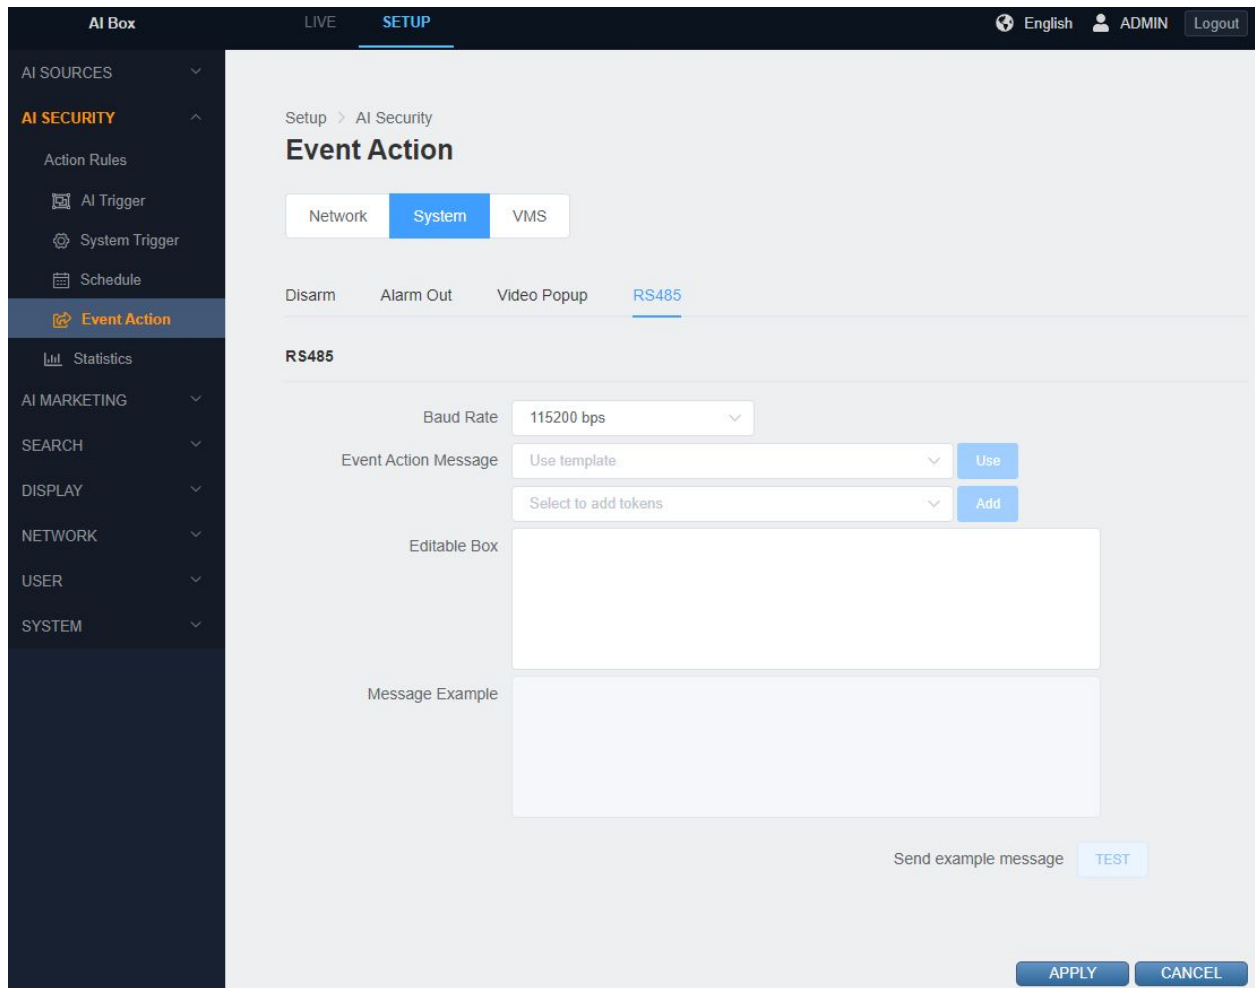 AI Box LIVE SETUP English ADMIN Logout
AI SOURCES
AI SECURITY
Action Rules
AI Trigger
System Trigger
Schedule
Event Action
Statistics
AI MARKETING
SEARCH
DISPLAY
NETWORK
USER
SYSTEM
Setup > AI Security
Event Action
Network System VMS
Disarm Alarm Out Video Popup RS485
RS485
Baud Rate 115200 bps
Event Action Message Use template Use
Select to add tokens Add
Editable Box
Message Example
Send example message TEST
APPLY CANCEL